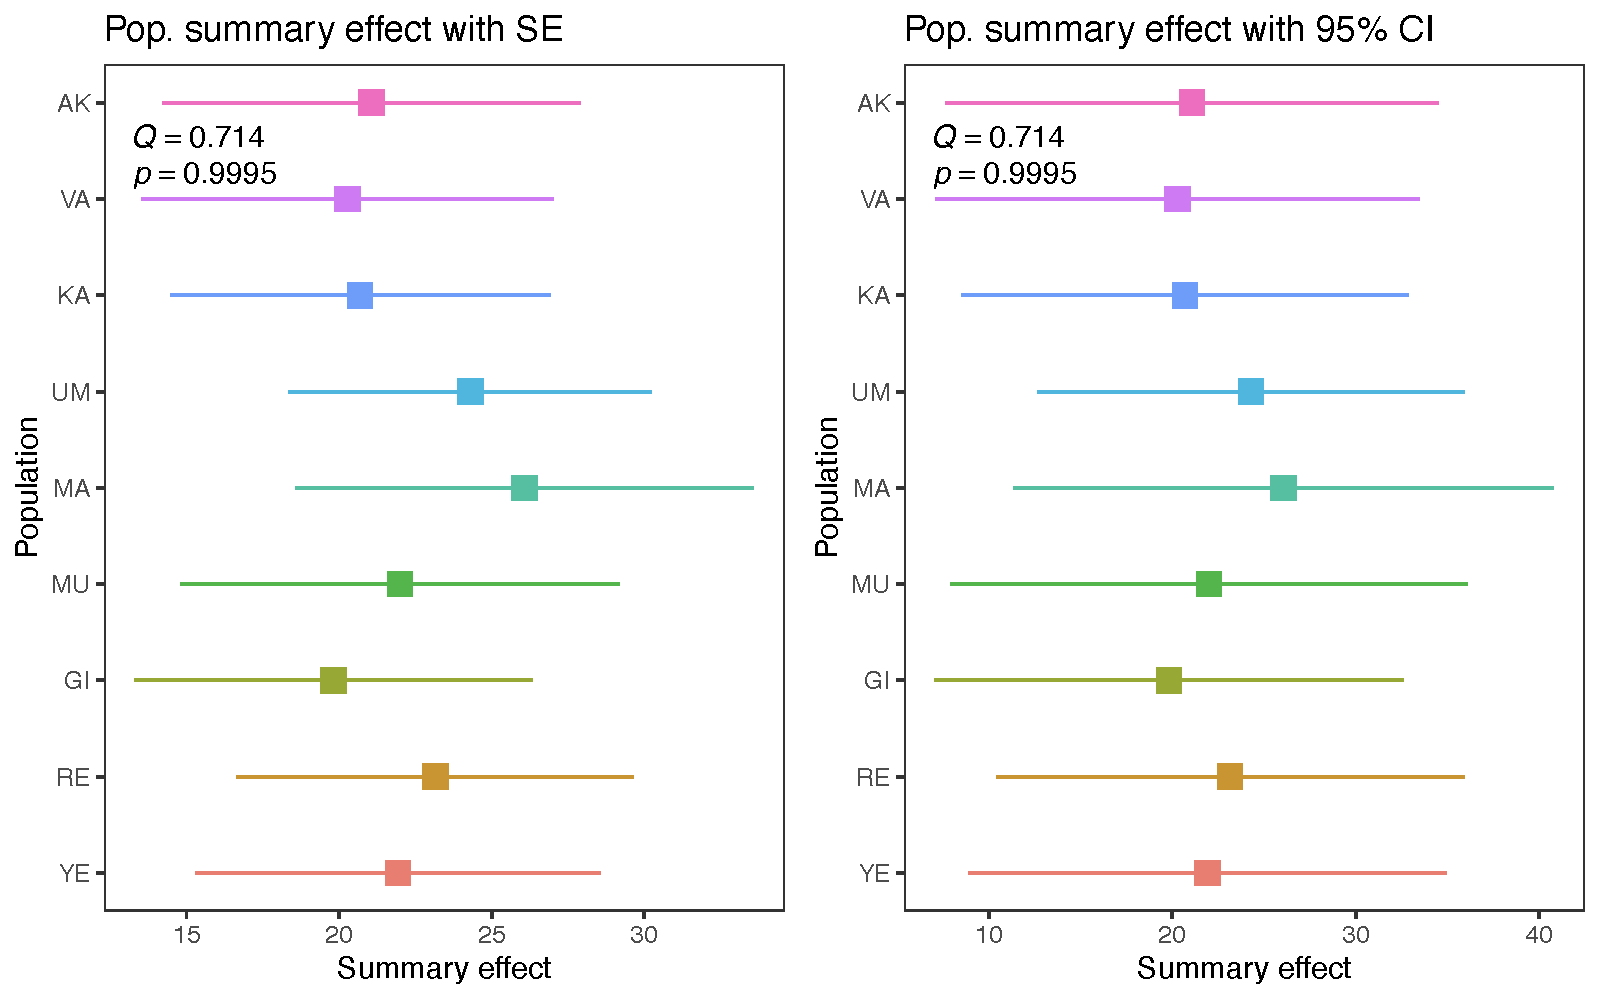 Pop. summary effect with SE
AK
Q = 0.714
p = 0.9995
VA
KA
UM
MA
MU
GI
RE
YE
Population
15 20 25 30
Summary effect
Pop. summary effect with 95% CI
AK
Q = 0.714
p = 0.9995
VA
KA
UM
MA
MU
GI
RE
YE
Population
10 20 30 40
Summary effect